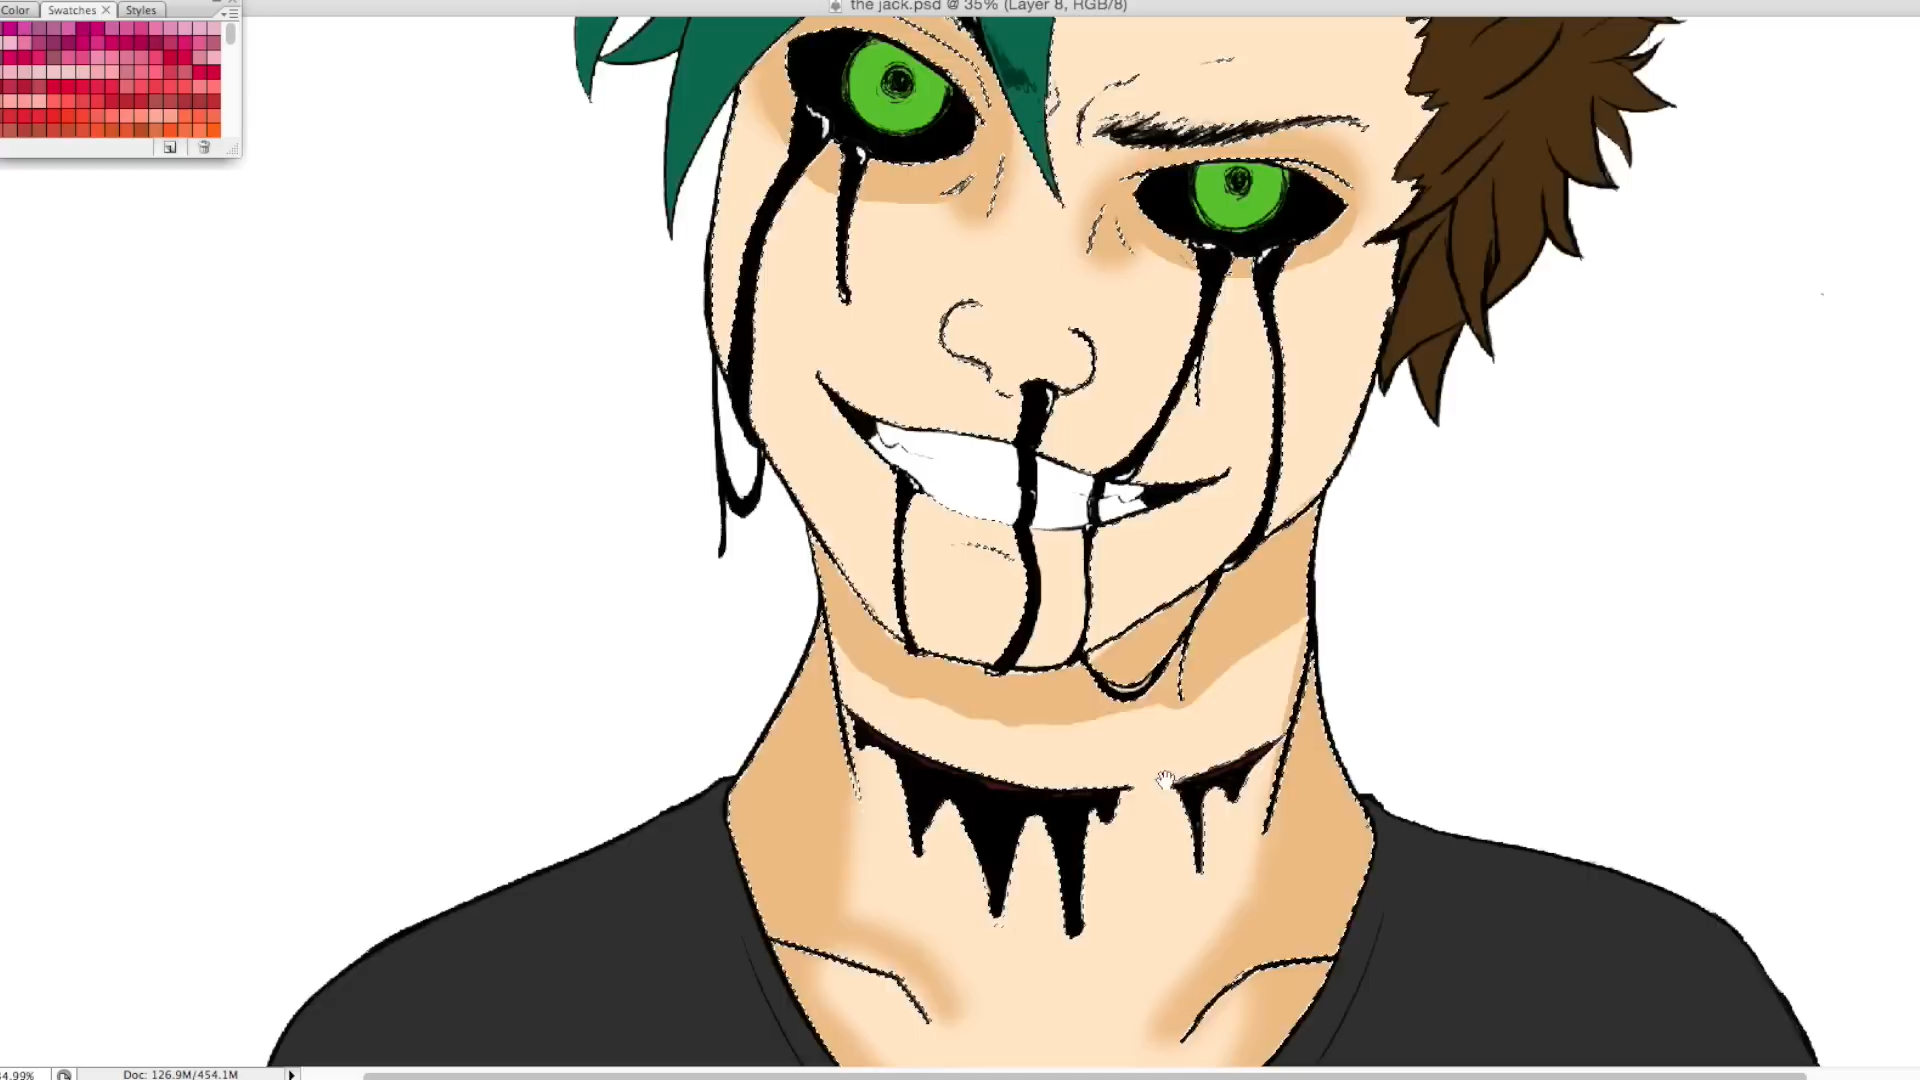 Color
Swatches
Styles
the jack.psd @ 35% (Layer 8, RGB/8)
Doc: 126.9M/454.1M